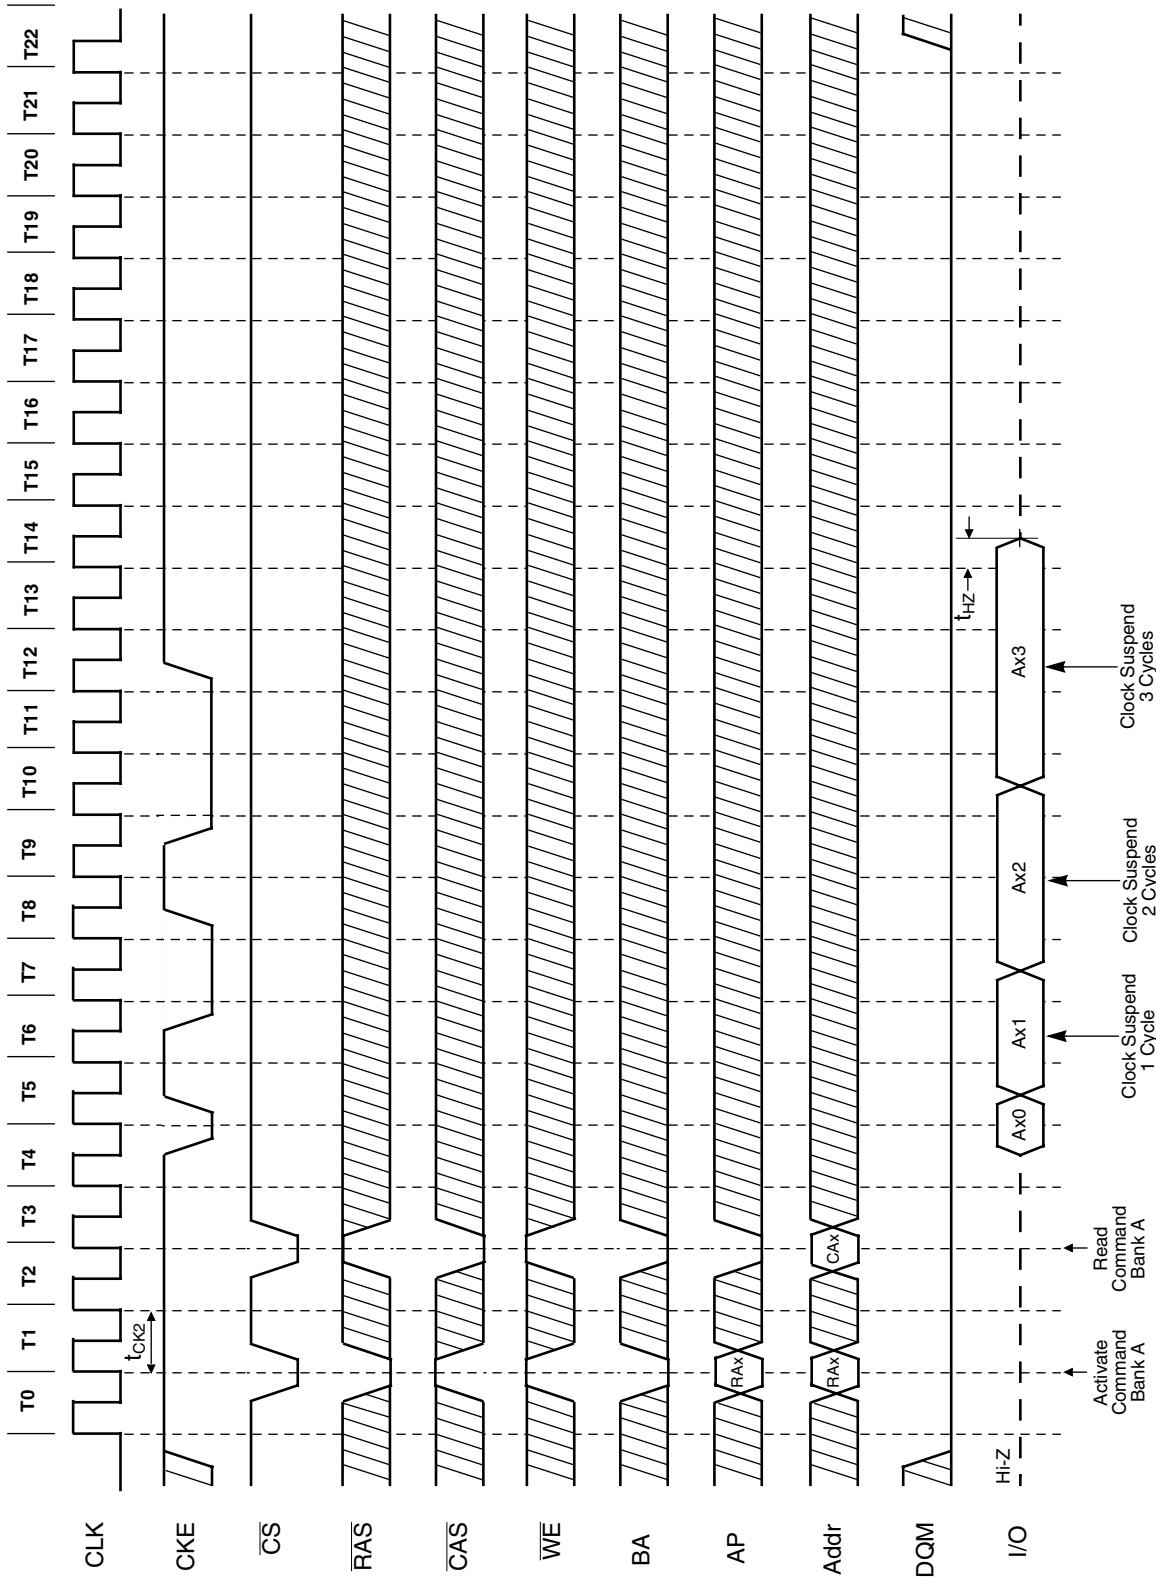 T0 T1 T2 T3 T4 T5 T6 T7 T8 T9 T10 T11 T12 T13 T14 T15 T16 T17 T18 T19 T20 T21 T22
CLK
tCK2
CKE
CS
RAS
CAS
WE
BA
AP
RAx
Addr
RAx CAx
DQM
tHZ
I/O
Hi-Z
Ax0 Ax1 Ax2 Ax3
Activate
Command
Bank A
Read
Command
Bank A
Clock Suspend
1 Cycle
Clock Suspend
2 Cycles
Clock Suspend
3 Cycles